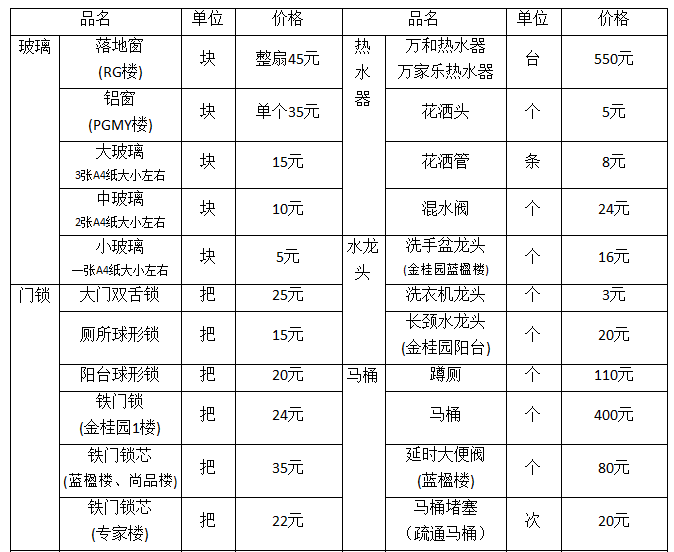 品名 单位 价格 品名 单位 价格
玻璃 落地窗 块 整扇45元 热 万和热水器 台 550元
(RG楼) 水 万家乐热水器
铝窗 块 单个35元 器 花洒头 个 5元
(PGMY楼)
大玻璃 块 15元 花洒管 条 8元
3张A4纸大小左右
中玻璃 块 10元 混水阀 个 24元
2张A4纸大小左右
小玻璃 块 5元 水龙 洗手盆龙头 个 16元
一张A4纸大小左右 头 (金桂园蓝楹楼)
门锁 大门双舌锁 把 25元 洗衣机龙头 个 3元
厕所球形锁 把 15元 长颈水龙头 个 20元
(金桂园阳台)
阳台球形锁 把 20元 马桶 蹲厕 个 110元
铁门锁 把 24元 马桶 个 400元
(金桂园1楼)
铁门锁芯 把 35元 延时大便阀 个 80元
(蓝楹楼、尚品楼) (蓝楹楼)
铁门锁芯 把 22元 马桶堵塞 次 20元
(专家楼) (疏通马桶)